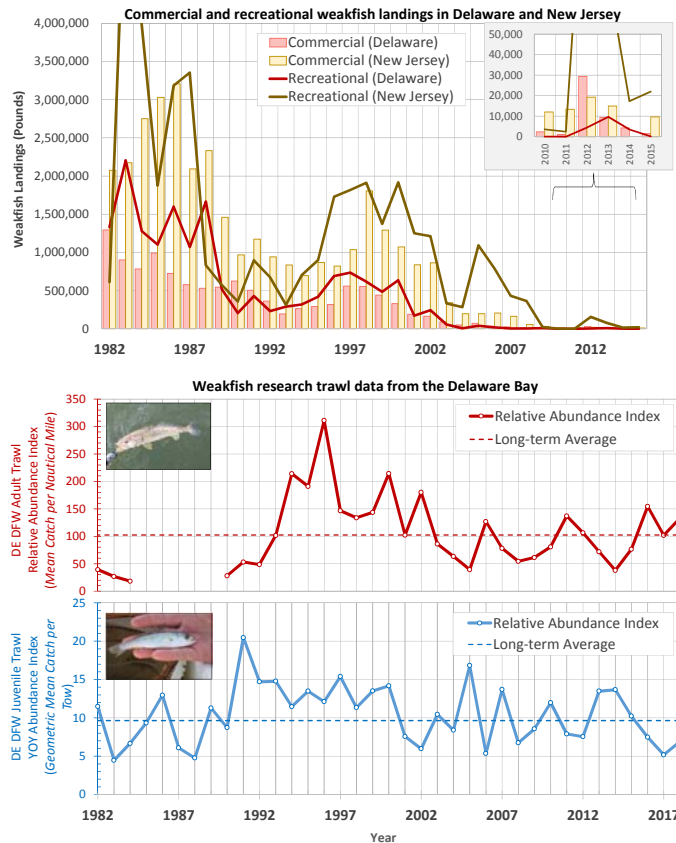 Commercial and recreational weakfish landings in Delaware and New Jersey
Weakfish Landings (Pounds)
4,000,000
3,500,000
3,000,000
2,500,000
2,000,000
1,500,000
1,000,000
500,000
0
Commercial (Delaware)
Commercial (New Jersey)
Recreational (Delaware)
Recreational (New Jersey)
50,000
40,000
30,000
20,000
10,000
0
2010
2011
2012
2013
2014
2015
1982
1987
1992
1997
2002
2007
2012
Weakfish research trawl data from the Delaware Bay
DE DFW Adult Trawl
Relative Abundance Index
(Mean Catch per Nautical Mile)
350
300
250
200
150
100
50
0
Relative Abundance Index
Long-term Average
DE DFW Juvenile Trawl
YOY Abundance Index
(Geometric Mean Catch per
Tow)
25
20
15
10
5
0
Relative Abundance Index
Long-term Average
1982
1987
1992
1997
2002
2007
2012
2017
Year